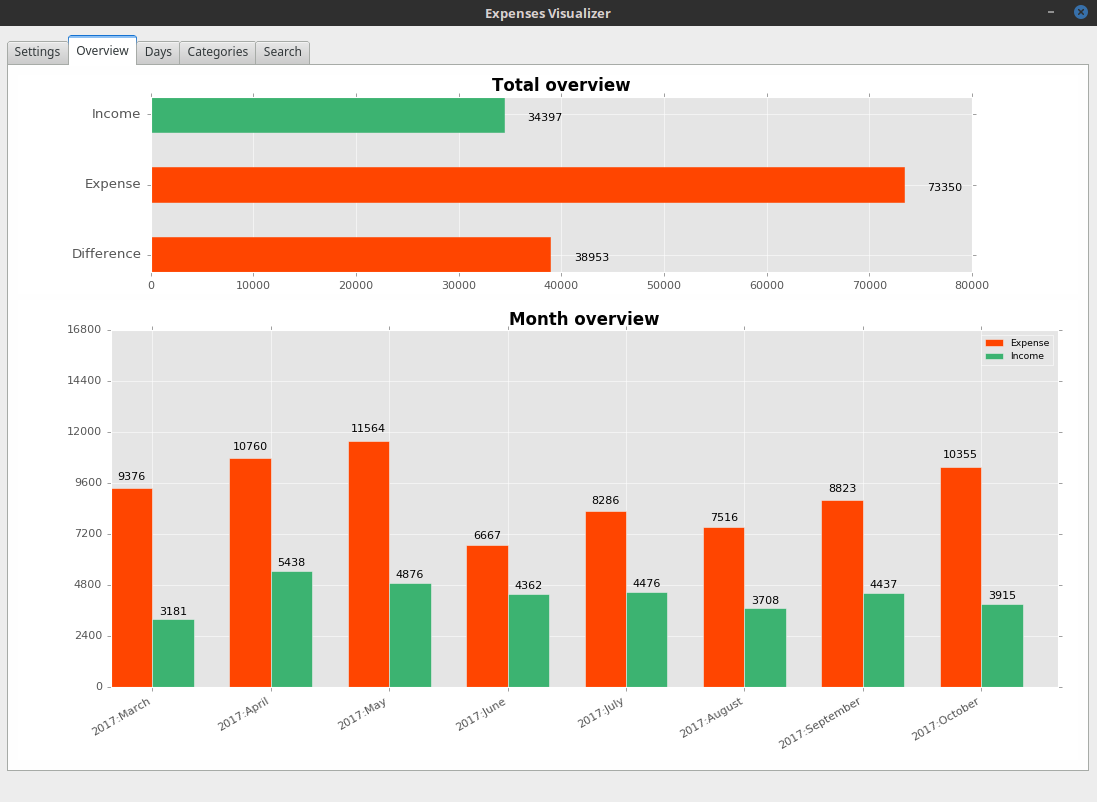 Expenses Visualizer
Settings Overview Days Categories Search
Total overview
Income 34397
Expense 73350
Difference 38953
0 10000 20000 30000 40000 50000 60000 70000 80000
Month overview
16800
Expense
Income
14400
12000
11564
10760
10355
9600
9376
8823
8286
7516
7200
6667
5438
4876
4800
4362
4476
3708
4437
3915
3181
2400
0
2017:March 2017:April 2017:May 2017:June 2017:July 2017:August 2017:September 2017:October